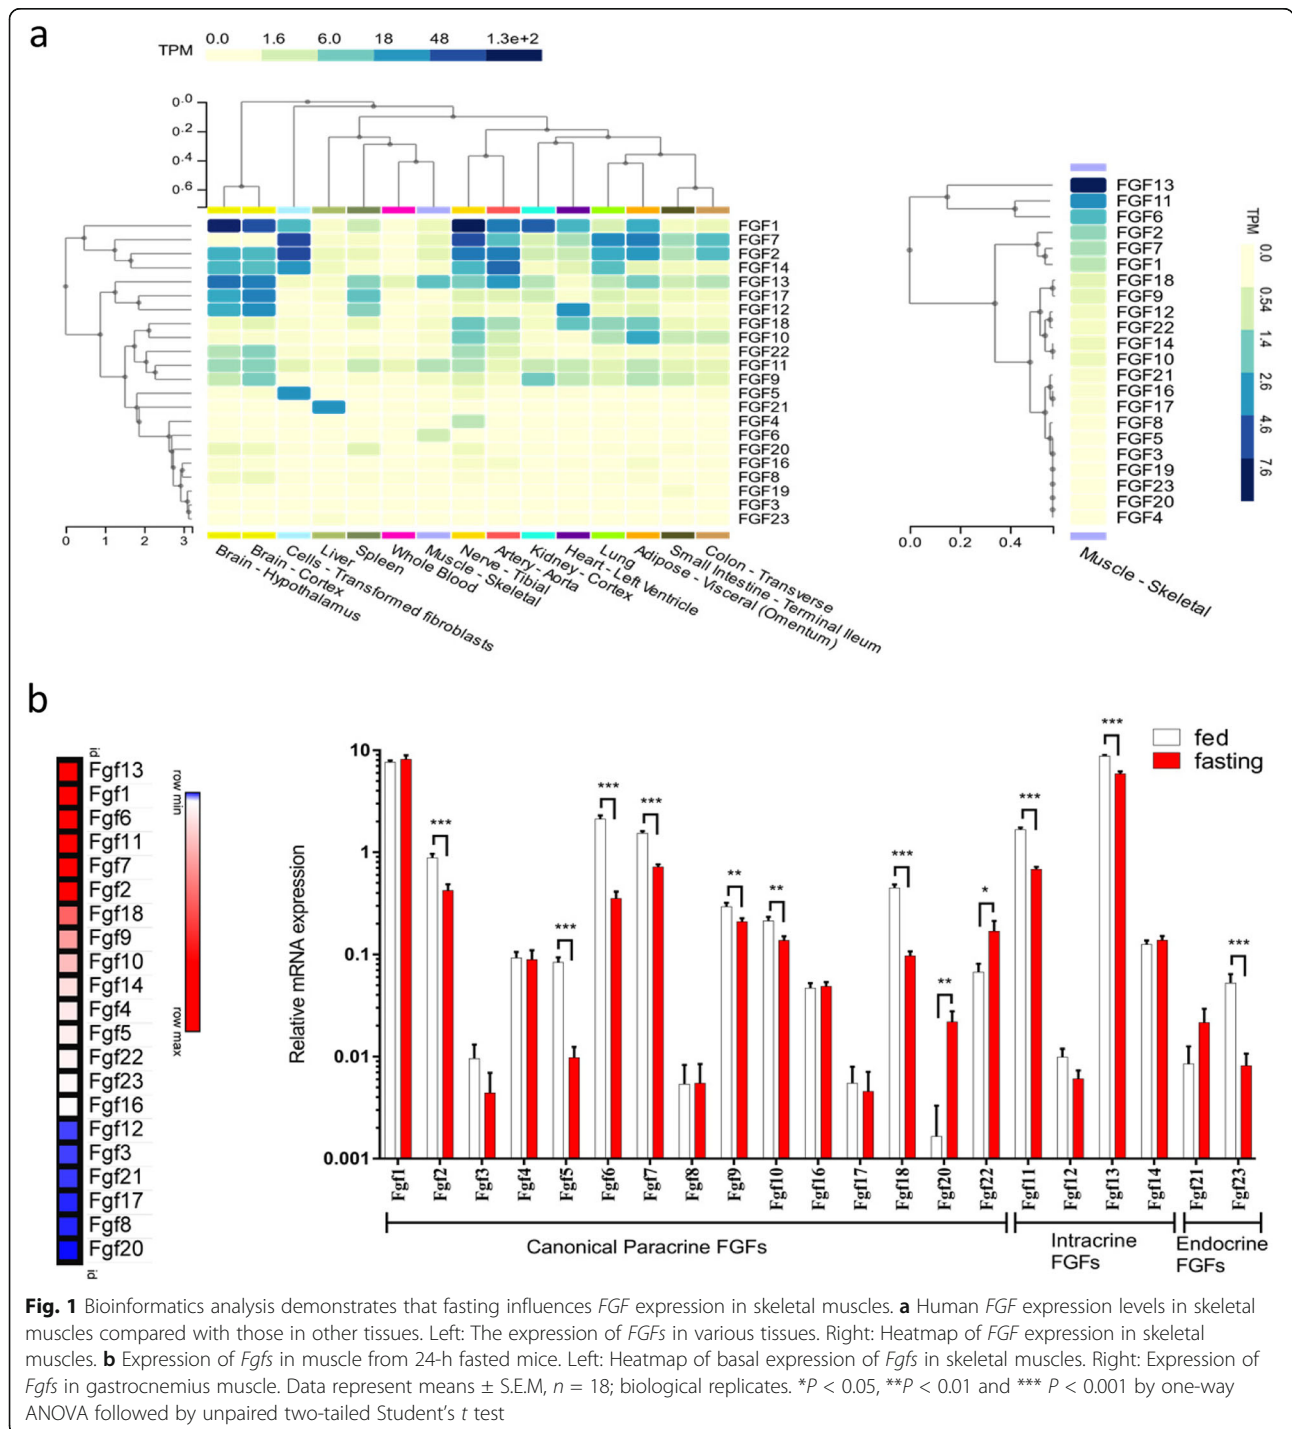 a
TPM
0.0 1.6 6.0 18 48 1.3e+2
0.0
0.2
0.4
0.6
FGF1
FGF7
FGF2
FGF14
FGF13
FGF17
FGF12
FGF18
FGF10
FGF22
FGF11
FGF9
FGF5
FGF21
FGF4
FGF6
FGF20
FGF16
FGF8
FGF19
FGF3
FGF23
0 1 2 3
Brain - Hypothalamus
Brain - Cortex
Cells - Transformed fibroblasts
Liver
Spleen
Whole Blood
Muscle - Skeletal
Nerve - Tibial
Artery - Aorta
Kidney - Cortex
Heart - Left Ventricle
Lung
Adipose - Visceral (Omentum)
Small Intestine - Terminal Ileum
Colon - Transverse
FGF13
FGF11
FGF6
FGF2
FGF7
FGF1
FGF18
FGF9
FGF12
FGF22
FGF14
FGF10
FGF21
FGF16
FGF17
FGF8
FGF5
FGF3
FGF19
FGF23
FGF20
FGF4
0.0 0.2 0.4
Muscle - Skeletal
TPM
0.0
0.54
1.4
2.6
4.6
7.6
b
id
Fgf13
Fgf1
Fgf6
Fgf11
Fgf7
Fgf2
Fgf18
Fgf9
Fgf10
Fgf14
Fgf4
Fgf5
Fgf22
Fgf23
Fgf16
Fgf12
Fgf3
Fgf21
Fgf17
Fgf8
Fgf20
id
row min
row max
Relative mRNA expression
10
1
0.1
0.01
0.001
*** *** *** *** ** ** *** ** * *** *** ***
fed
fasting
Fgf1 Fgf2 Fgf3 Fgf4 Fgf5 Fgf6 Fgf7 Fgf8 Fgf9 Fgf10 Fgf16 Fgf17 Fgf18 Fgf20 Fgf22 Fgf11 Fgf12 Fgf13 Fgf14 Fgf21 Fgf23
Canonical Paracrine FGFs
Intracrine
FGFs
Endocrine
FGFs
Fig. 1 Bioinformatics analysis demonstrates that fasting influences FGF expression in skeletal muscles. a Human FGF expression levels in skeletal
muscles compared with those in other tissues. Left: The expression of FGFs in various tissues. Right: Heatmap of FGF expression in skeletal
muscles. b Expression of Fgfs in muscle from 24-h fasted mice. Left: Heatmap of basal expression of Fgfs in skeletal muscles. Right: Expression of
Fgfs in gastrocnemius muscle. Data represent means ± S.E.M, n = 18; biological replicates. *P < 0.05, **P < 0.01 and *** P < 0.001 by one-way
ANOVA followed by unpaired two-tailed Student's t test